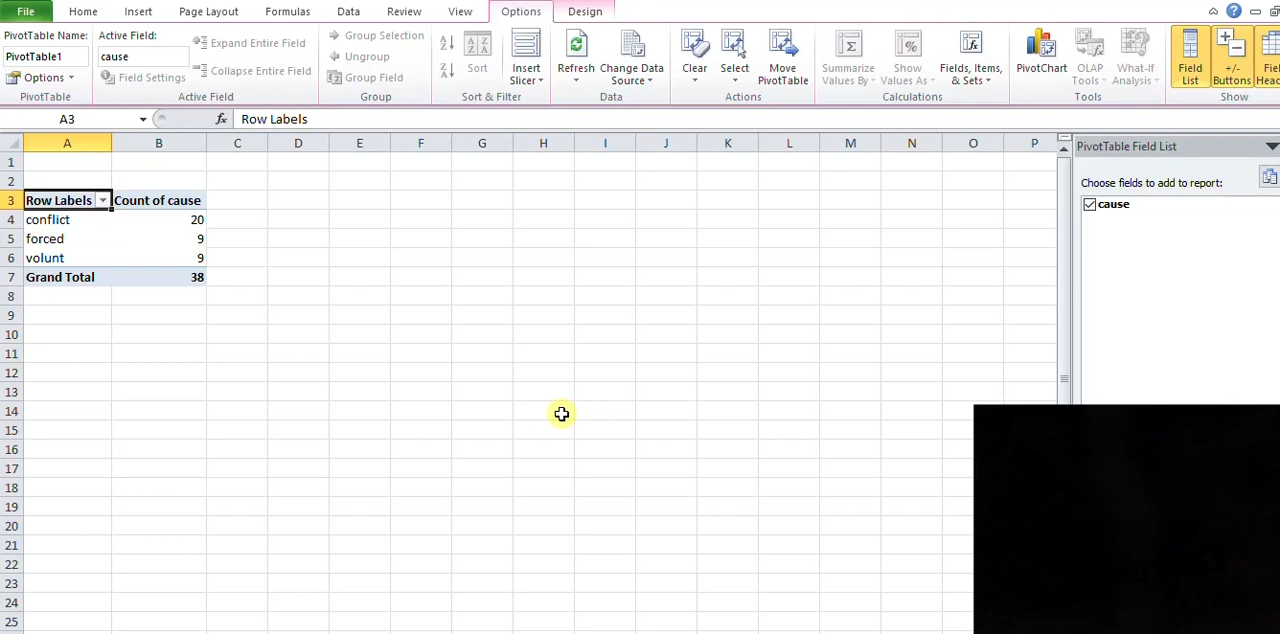 File Home Insert Page Layout Formulas Data Review View Options Design
PivotTable Name: Active Field: Expand Entire Field Group Selection Insert Refresh Change Data Clear Select Move Summarize Show Fields, Items, PivotChart OLAP What-If Field +/- Field
PivotTable1 cause Collapse Entire Field Ungroup Sort Slicer Source PivotTable Values By Values As & Sets Tools Analysis List Buttons
Options Field Settings Group Field
PivotTable Active Field Group Sort & Filter Data Actions Calculations Tools Show
A3 fx Row Labels
A B C D E F G H I J K L M N O P
1
2
3 Row Labels Count of cause
4 conflict 20
5 forced 9
6 volunt 9
7 Grand Total 38
8
9
10
11
12
13
14
15
16
17
18
19
20
21
22
23
24
25
PivotTable Field List
Choose fields to add to report:
cause